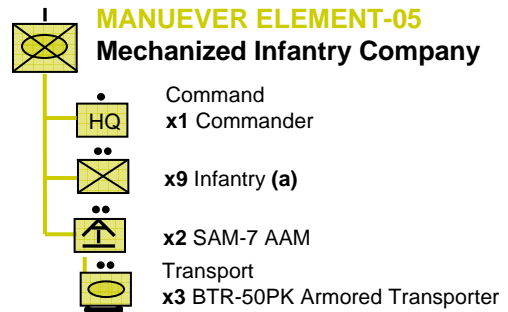 MANUEVER ELEMENT-05
Mechanized Infantry Company
Command
HQ
x1 Commander
x9 Infantry (a)
x2 SAM-7 AAM
Transport
x3 BTR-50PK Armored Transporter